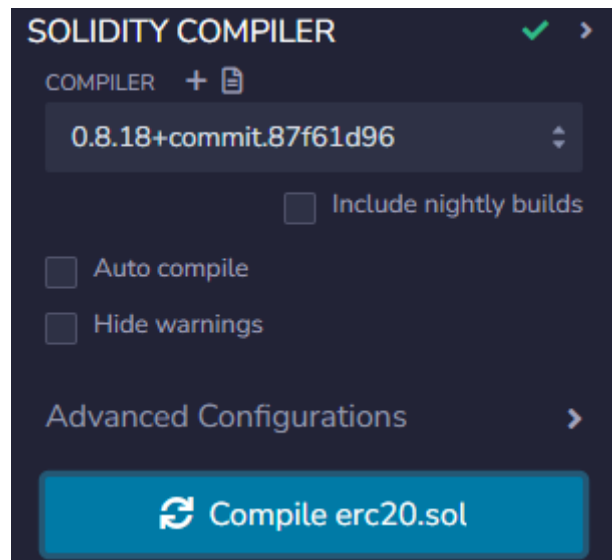 SOLIDITY COMPILER
COMPILER
0.8.18+commit.87f61d96
Include nightly builds
Auto compile
Hide warnings
Advanced Configurations
Compile erc20.sol